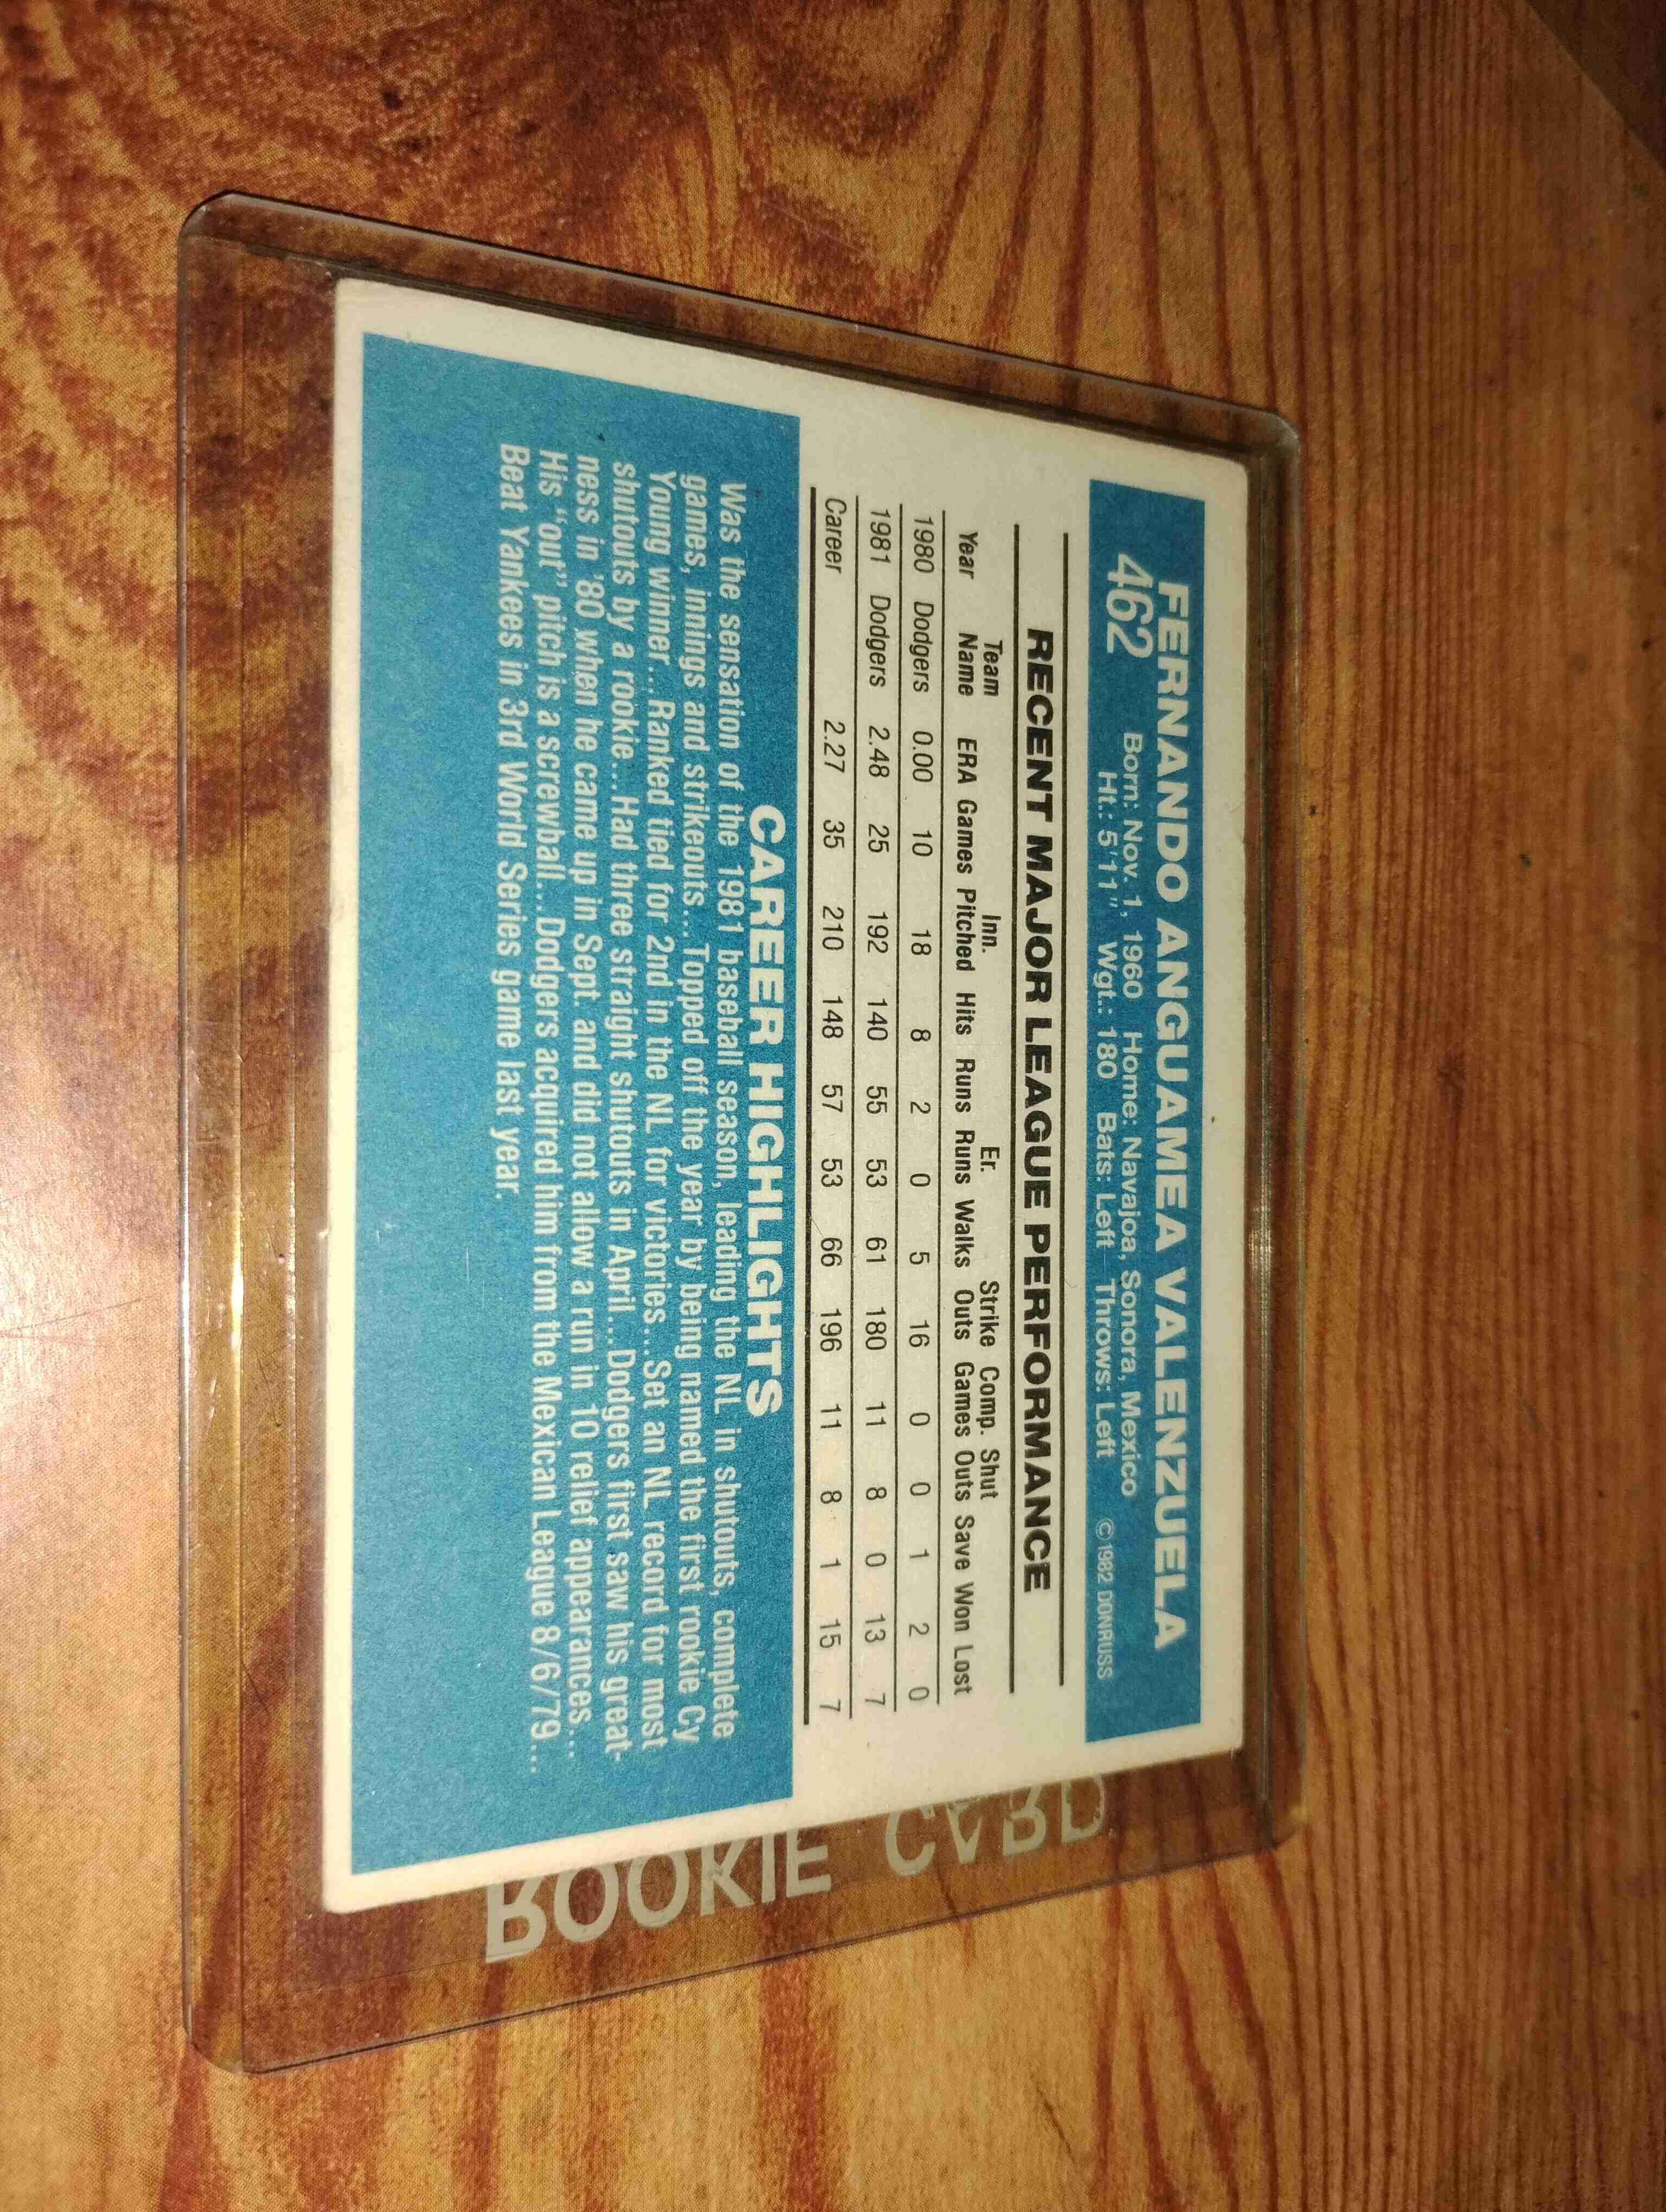 FERNANDO ANGUAMEA VALENZUELA
462 Born: Nov. 1, 1960 Home: Navajoa, Sonora, Mexico
Ht.: 5'11" Wgt.: 180 Bats: Left Throws: Left © 1982 DONRUSS
RECENT MAJOR LEAGUE PERFORMANCE
Team Inn. Er. Strike Comp. Shut
Year Name ERA Games Pitched Hits Runs Runs Walks Outs Games Outs Save Won Lost
1980 Dodgers 0.00 10 18 8 2 0 5 16 0 0 1 2 0
1981 Dodgers 2.48 25 192 140 55 53 61 180 11 8 0 13 7
Career 2.27 35 210 148 57 53 66 196 11 8 1 15 7
CAREER HIGHLIGHTS
Was the sensation of the 1981 baseball season, leading the NL in shutouts, complete
games, innings and strikeouts....Topped off the year by being named the first rookie Cy
Young winner...Ranked tied for 2nd in the NL for victories...Set an NL record for most
shutouts by a rookie...Had three straight shutouts in April....Dodgers first saw his great-
ness in '80 when he came up in Sept. and did not allow a run in 10 relief appearances...
His "out" pitch is a screwball....Dodgers acquired him from the Mexican League 8/6/79...
Beat Yankees in 3rd World Series game last year.
ROOKIE CARD